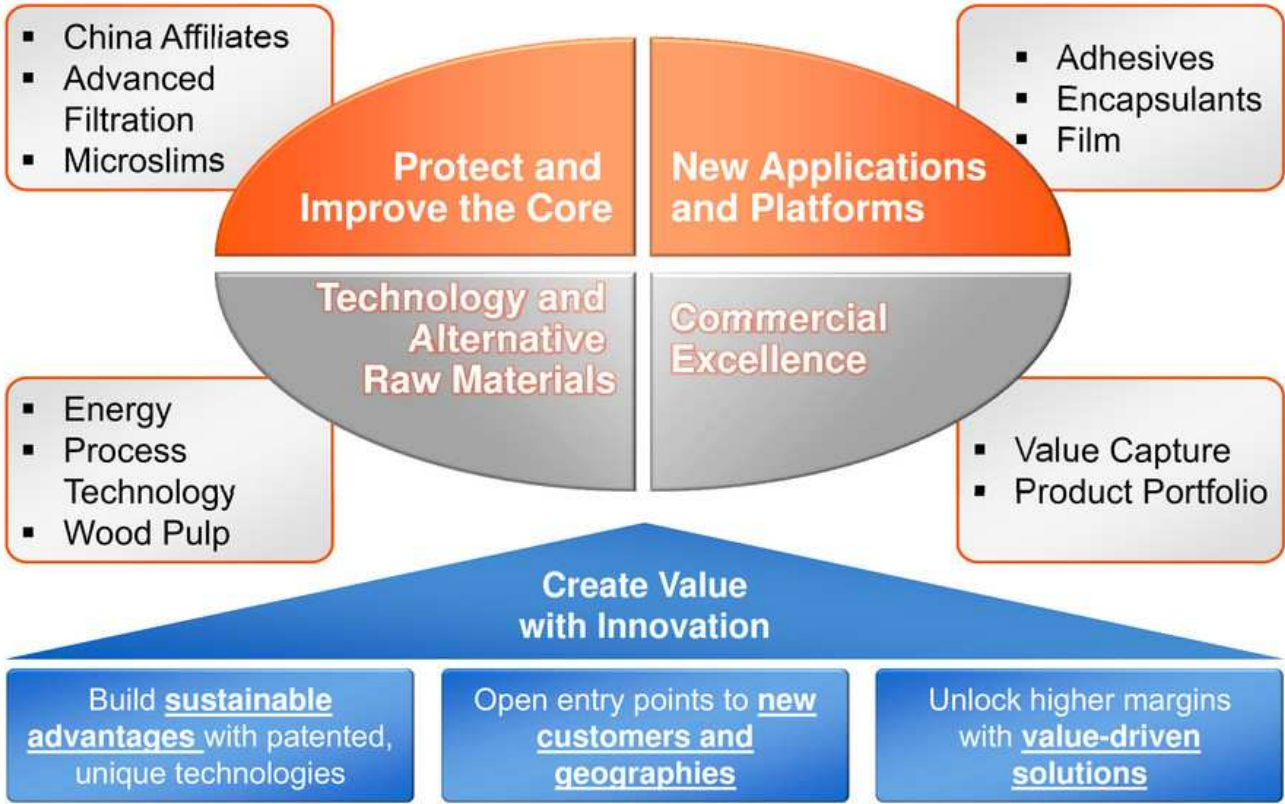 ▪ China Affiliates
▪ Advanced
Filtration
▪ Microslims
▪ Adhesives
▪ Encapsulants
▪ Film
Protect and
Improve the Core
New Applications
and Platforms
Technology and
Alternative
Raw Materials
Commercial
Excellence
▪ Energy
▪ Process
Technology
▪ Wood Pulp
▪ Value Capture
▪ Product Portfolio
Create Value
with Innovation
Build sustainable
advantages with patented,
unique technologies
Open entry points to new
customers and
geographies
Unlock higher margins
with value-driven
solutions